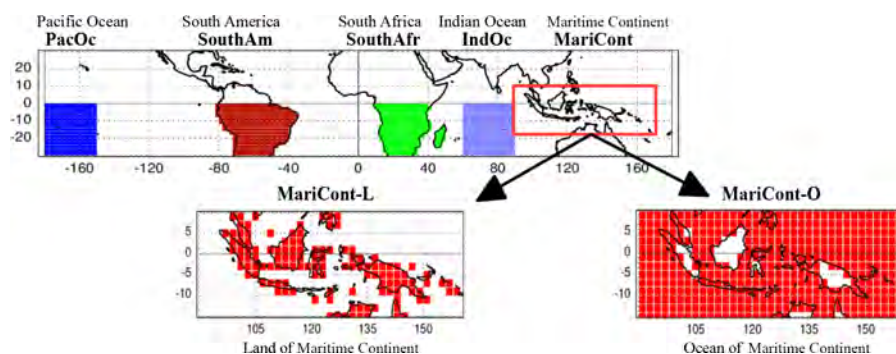 Pacific Ocean South America South Africa Indian Ocean Maritime Continent
PacOc SouthAm SouthAfr IndOc MariCont
20
10
0
-10
-20
-160 -120 -80 -40 0 40 80 120 160
MariCont-L MariCont-O
5 5
0 0
-5 -5
-10 -10
105 120 135 150 105 120 135 150
Land of Maritime Continent Ocean of Maritime Continent